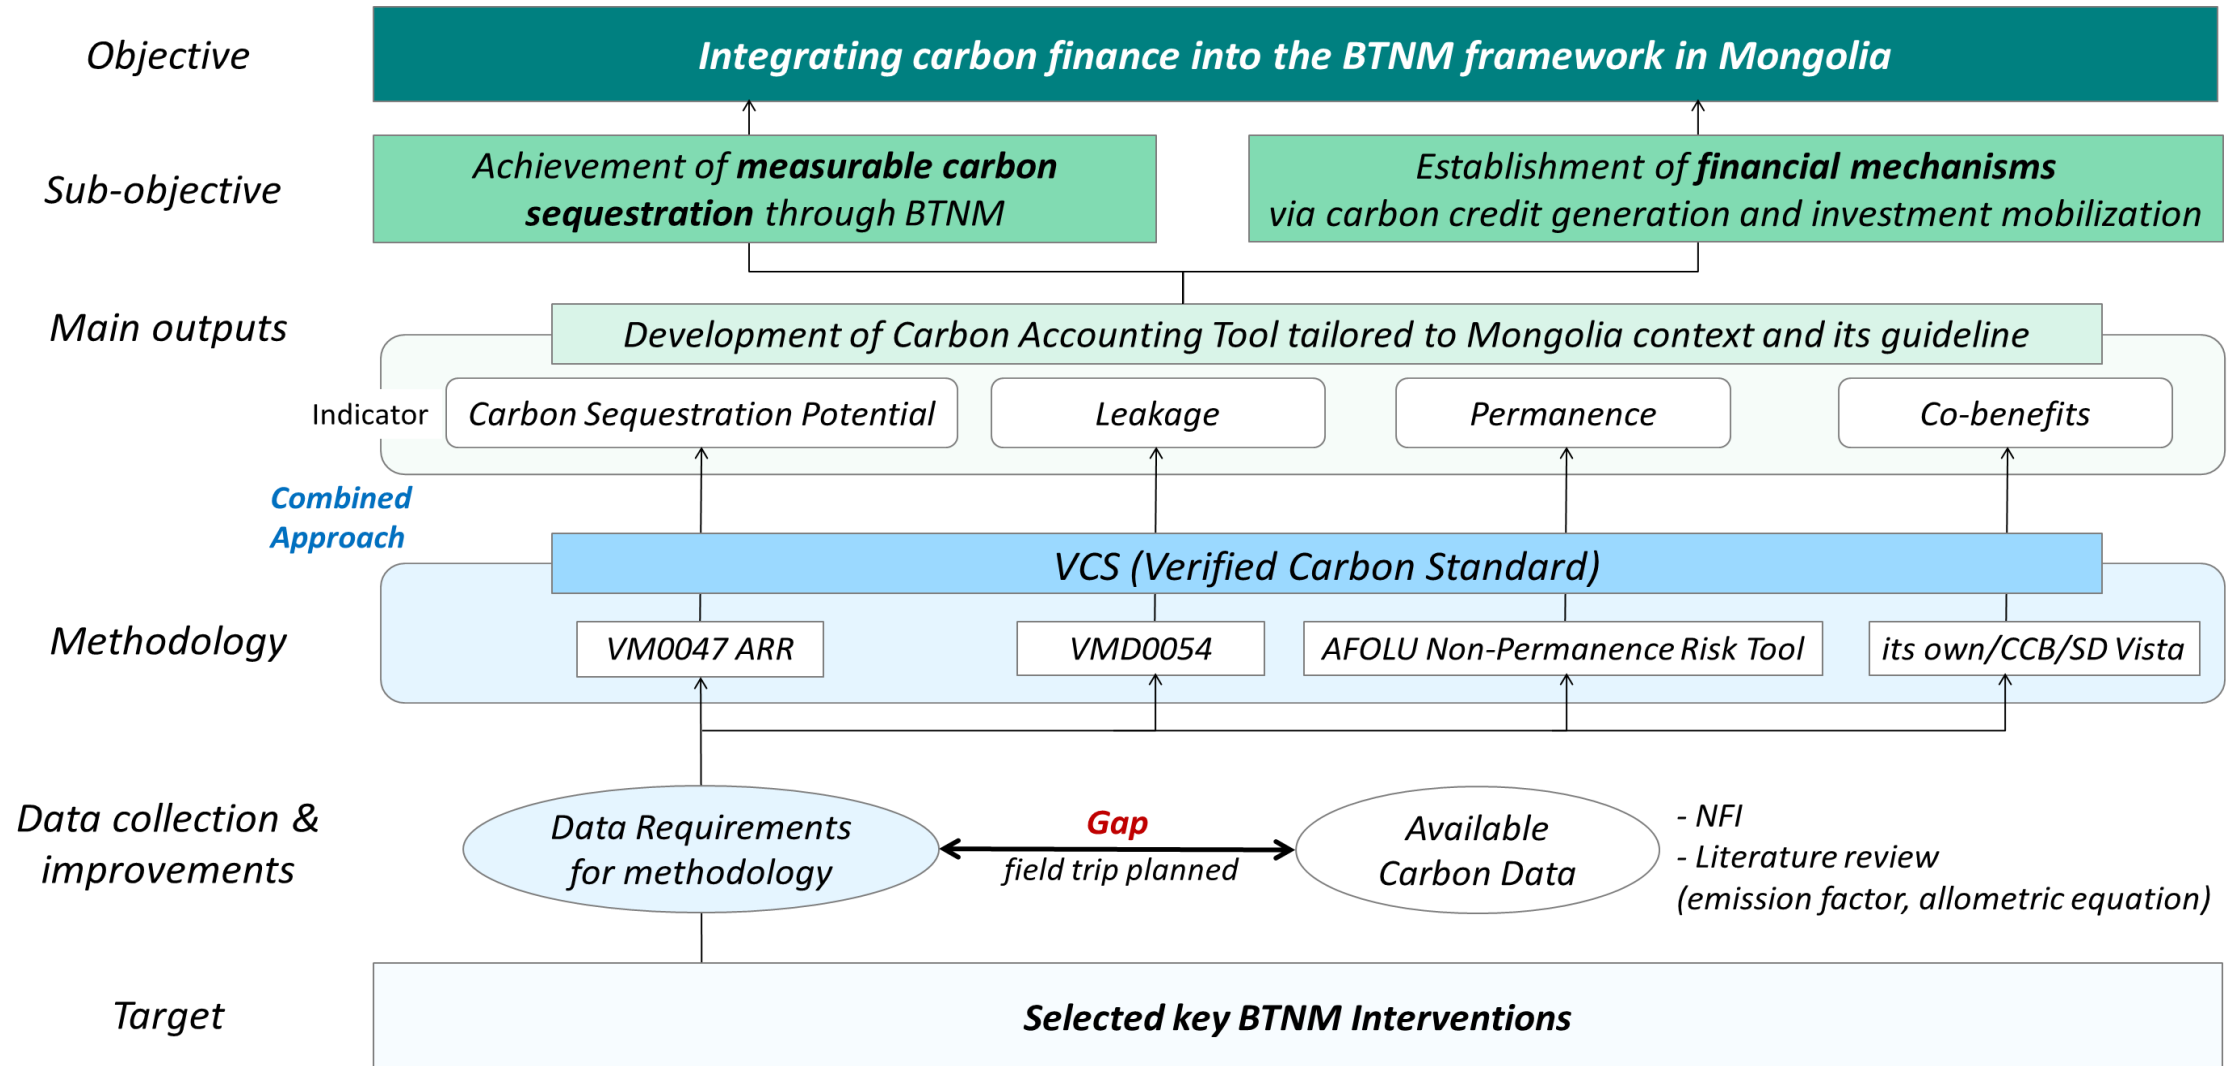 Objective
Integrating carbon finance into the BTNM framework in Mongolia
Sub-objective
Achievement of measurable carbon
sequestration through BTNM
Establishment of financial mechanisms
via carbon credit generation and investment mobilization
Main outputs
Development of Carbon Accounting Tool tailored to Mongolia context and its guideline
Indicator
Carbon Sequestration Potential
Leakage
Permanence
Co-benefits
Combined
Approach
VCS (Verified Carbon Standard)
Methodology
VM0047 ARR
VMD0054
AFOLU Non-Permanence Risk Tool
its own/CCB/SD Vista
Data collection &
improvements
Data Requirements
for methodology
Gap
field trip planned
Available
Carbon Data
- NFI
- Literature review
(emission factor, allometric equation)
Target
Selected key BTNM Interventions